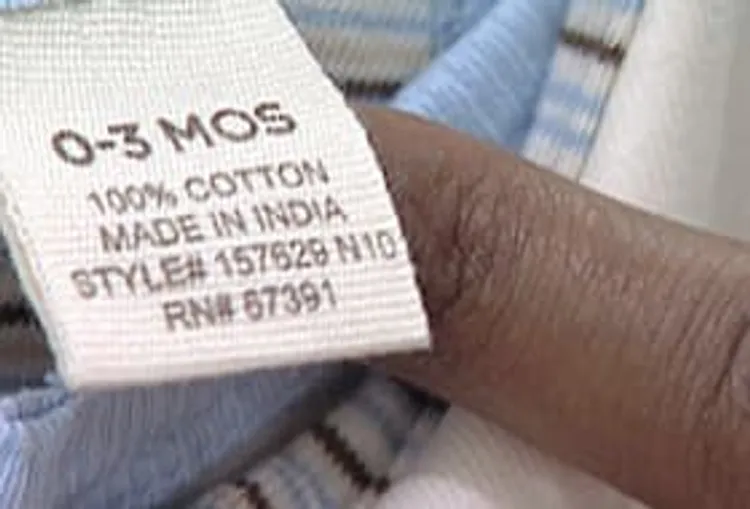 0-3 MOS
100% COTTON
MADE IN INDIA
STYLE# 157629 N10
RN# 67391